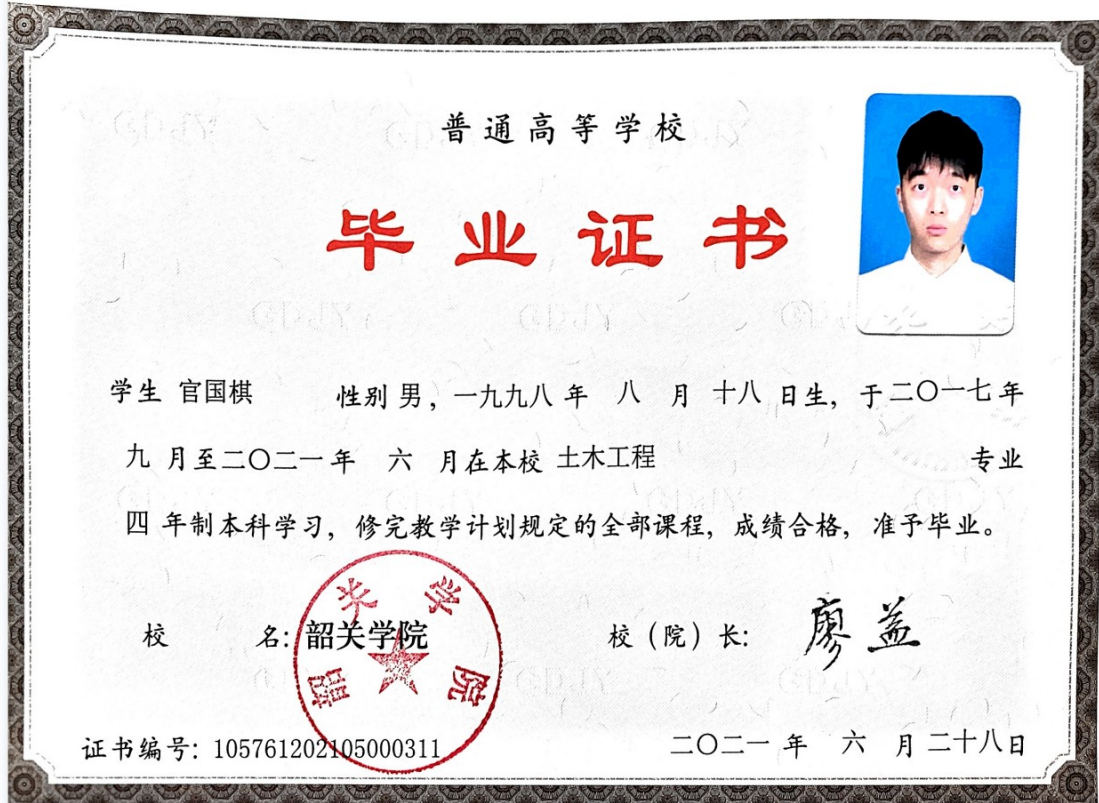 普通高等学校
毕业证书
学生 官国棋 性别 男，一九九八 年 八 月 十八 日生，于二〇一七年
九 月至二〇二一年 六 月在本校 土木工程 专业
四 年制本科学习，修完教学计划规定的全部课程，成绩合格，准予毕业。
校 名：韶关学院 校（院）长：廖益
韶关学院
证书编号：105761202105000311 二〇二一 年 六 月二十八日